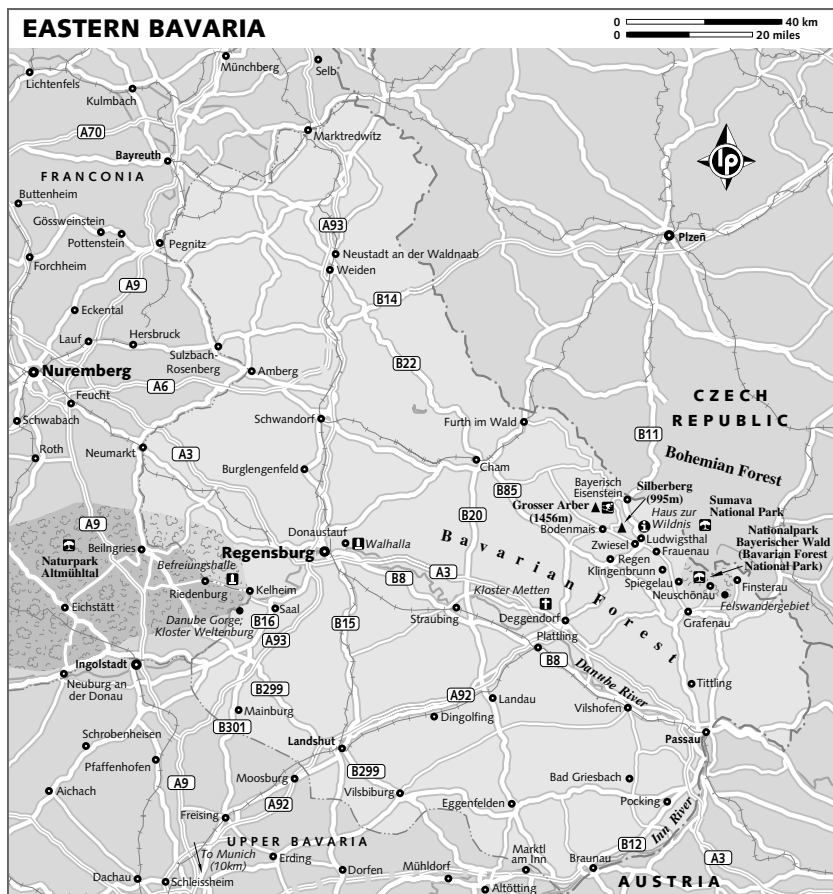 EASTERN BAVARIA
0 40 km
0 20 miles
Münchberg
Selb
Lichtenfels
Kulmbach
A70
Marktredwitz
Bayreuth
lp
FRANCONIA
Buttenheim
A93
Gössweinstein
Pottenstein
Pegnitz
Plzeñ
Neustadt an der Waldnaab
Weiden
Forchheim
A9
B14
Eckental
Lauf
Hersbruck
Sulzbach-
Rosenberg
B22
Nuremberg
Amberg
A6
CZECH
REPUBLIC
Feucht
Schwabach
Schwandorf
Furth im Wald
B11
Roth
Neumarkt
A3
Burglengenfeld
Cham
Bohemian Forest
B85
Bayerisch
Eisenstein
Silberberg
(995m)
Grosser Arber
(1456m)
Haus zur
Wildnis
Sumava
National Park
A9
B20
Bodenmais
Donaustauf
Walhalla
Ludwigsthal
Zwiesel
Frauenau
Nationalpark
Bayerischer Wald
(Bavarian Forest
National Park)
Naturpark
Altmühltal
Beilngries
Regensburg
Bavarian Forest
Regen
Klingenbrunn
Befreiungshalle
B8
A3
Kloster Metten
Spiegelau
Finsterau
Riedenburg
Kelheim
Neuschönau
Felswandergebiet
Eichstätt
Saal
Danube Gorge;
Kloster Weltenburg
B16
B15
Straubing
Deggendorf
Grafenau
A93
Plattling
Ingolstadt
B8
Neuburg an
der Donau
B299
A92
Danube River
Tittling
Landau
Mainburg
Dingolfing
Vilshofen
B301
Schrobenhausen
Landshut
Passau
Pfaffenhofen
B299
A9
Moosburg
Bad Griesbach
Aichach
A92
Vilsbiburg
Eggenfelden
Pocking
Freising
Inn River
UPPER BAVARIA
To Munich
(10km)
Erding
Dorfen
Marktl
am Inn
B12
Dachau
Schleissheim
Mühldorf
Braunau
A3
Altötting
AUSTRIA